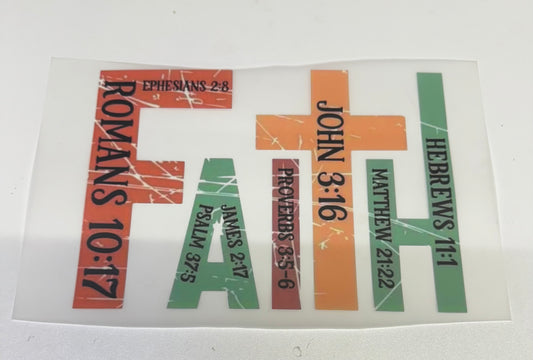 FAITH
EPHESIANS 2:8
ROMANS 10:17
JAMES 2:17
PSALM 37:5
PROVERBS 3:5-6
JOHN 3:16
MATTHEW 21:22
HEBREWS 11:1